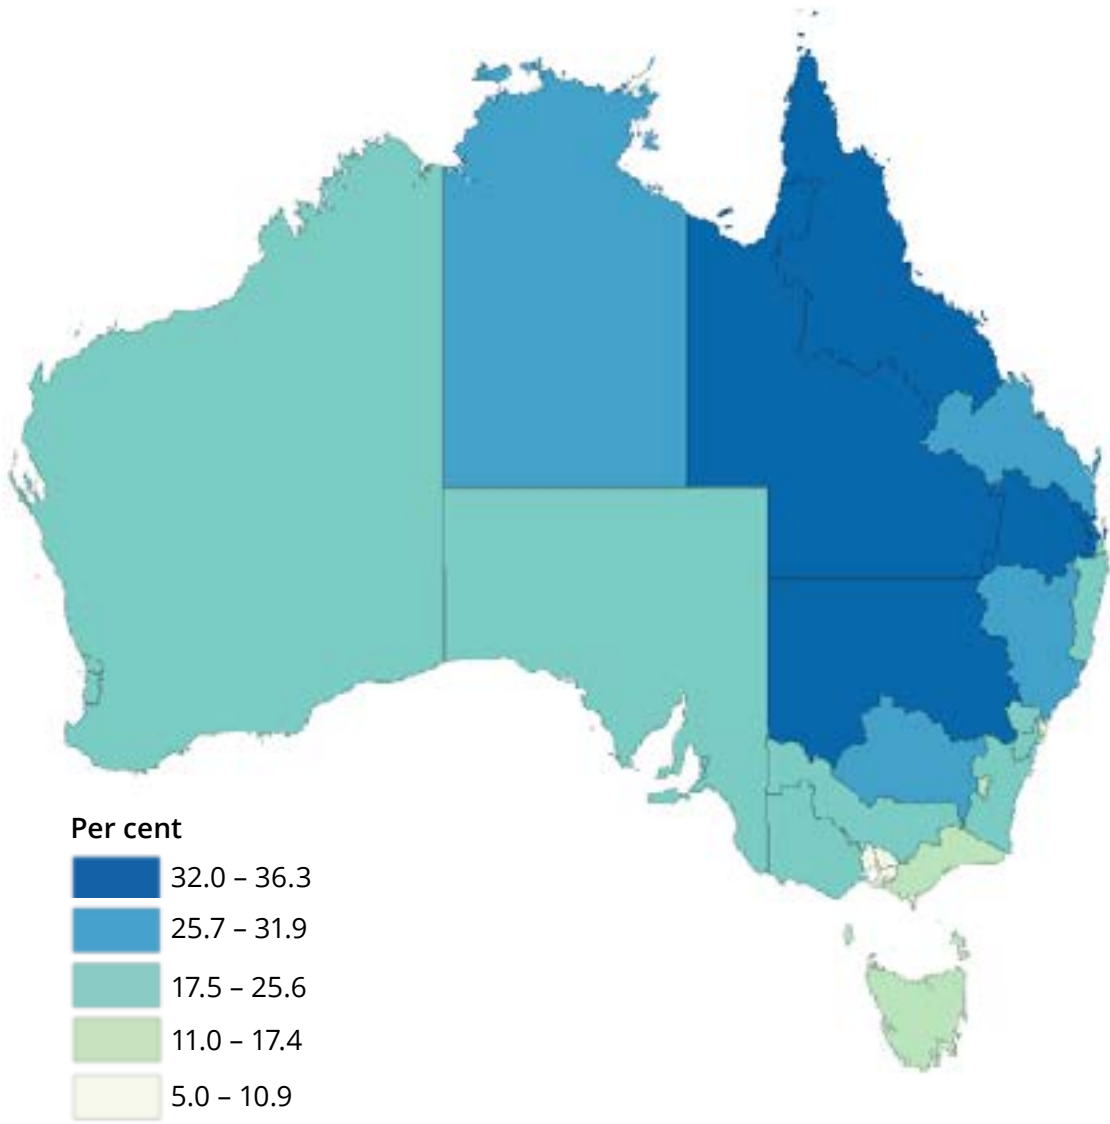 Per cent
32.0 – 36.3
25.7 – 31.9
17.5 – 25.6
11.0 – 17.4
5.0 – 10.9